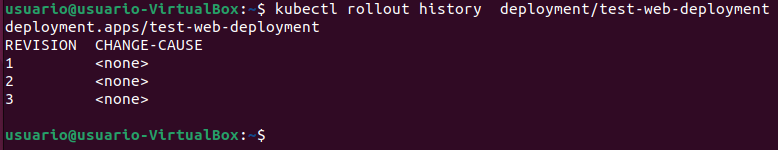 usuario@usuario-VirtualBox:~$ kubectl rollout history  deployment/test-web-deployment
deployment.apps/test-web-deployment
REVISION  CHANGE-CAUSE
1         <none>
2         <none>
3         <none>
usuario@usuario-VirtualBox:~$